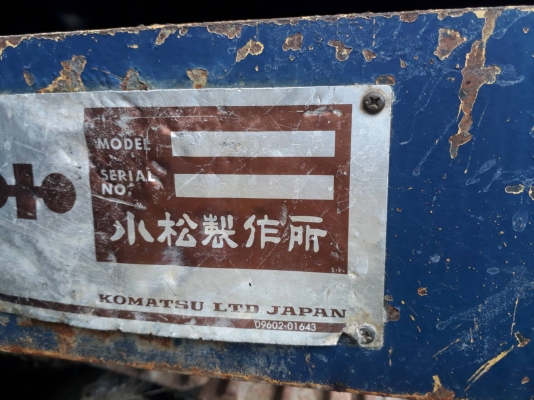 MODEL
SERIAL
NO.
小松製作所
KOMATSU LTD JAPAN
09602-01643